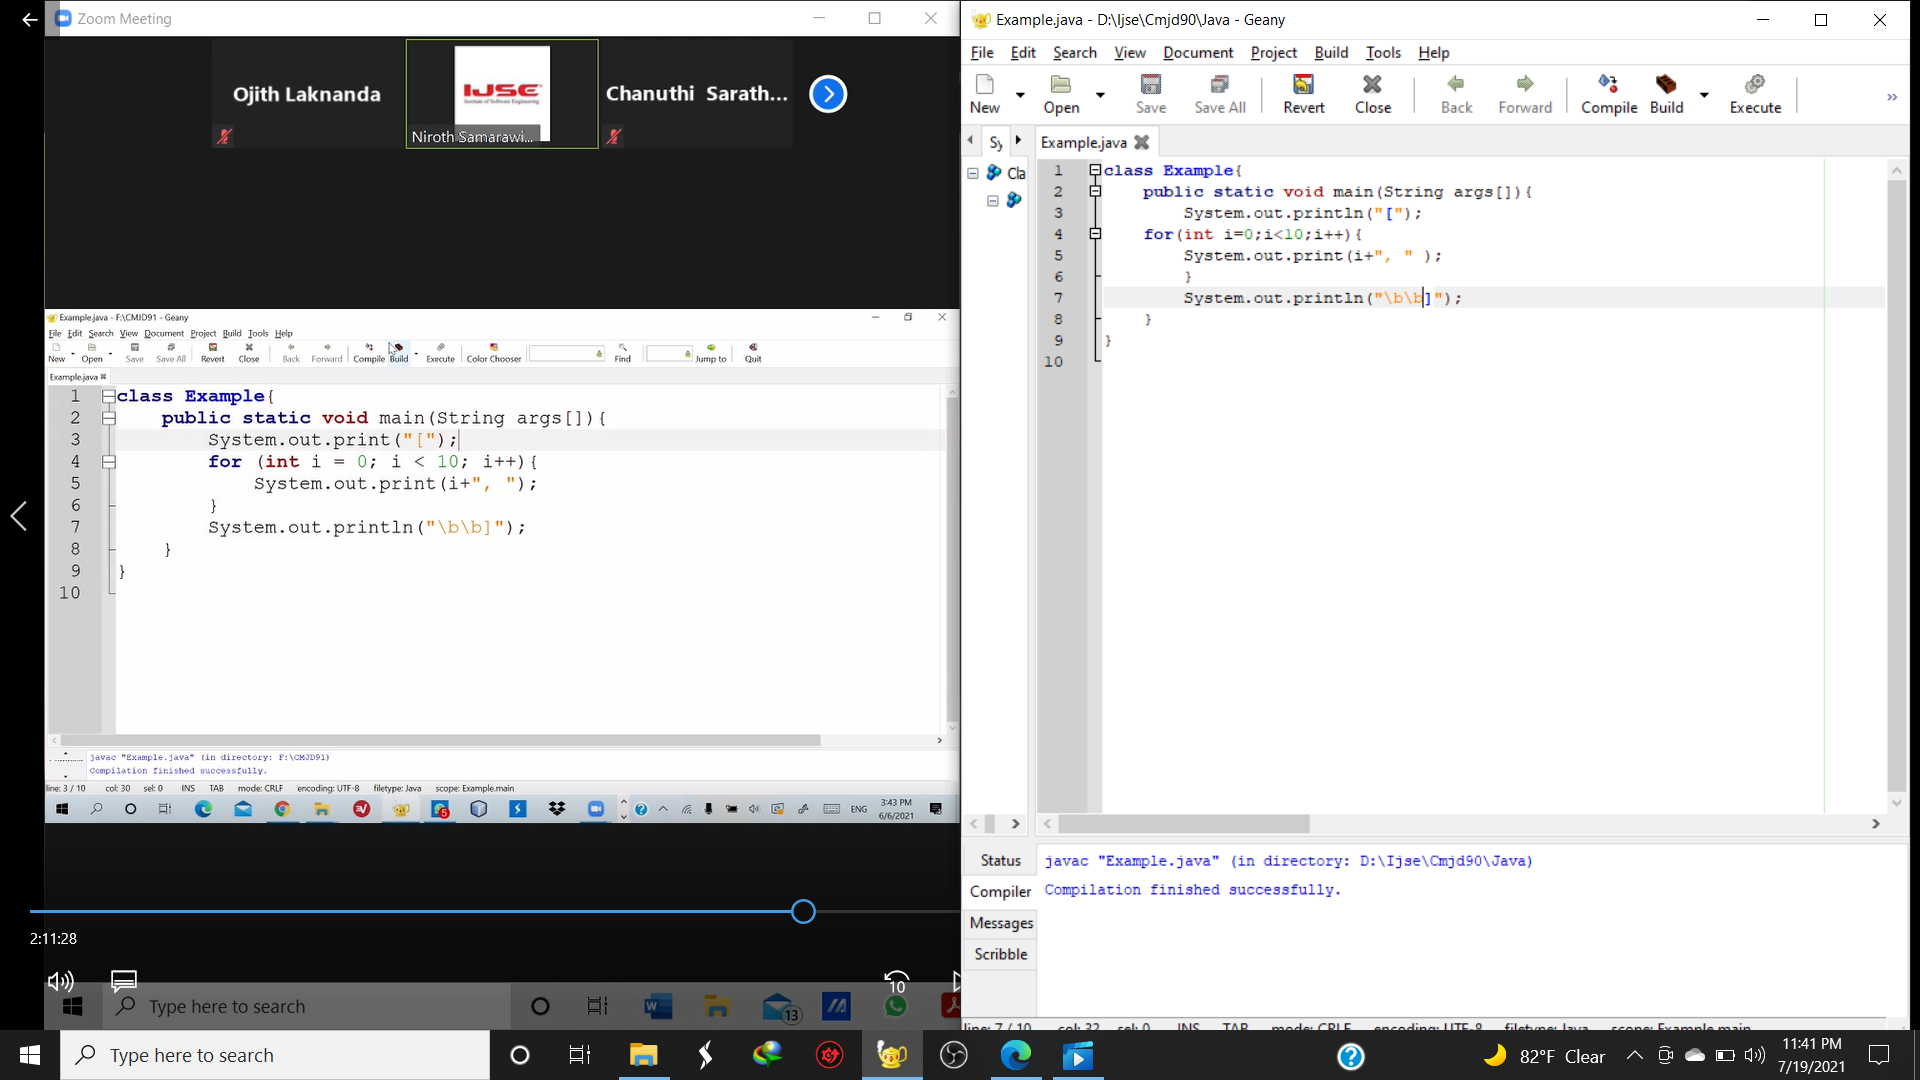 Zoom Meeting
Ojith Laknanda
IJSE
Institute of Software Engineering
Niroth Samarawi...
Chanuthi Sarath...
Example.java - F:\CMJD91 - Geany
File Edit Search View Document Project Build Tools Help
New Open Save Save All Revert Close Back Forward Compile Build Execute Color Chooser Find Jump to Quit
Example.java
1 class Example{
2 public static void main(String args[]){
3 System.out.print("[");
4 for (int i = 0; i < 10; i++){
5 System.out.print(i+", ");
6 }
7 System.out.println("\b\b]");
8 }
9 }
10
javac "Example.java" (in directory: F:\CMJD91)
Compilation finished successfully.
line: 3 / 10 col: 30 sel: 0 INS TAB mode: CRLF encoding: UTF-8 filetype: Java scope: Example.main
5
ENG
3:43 PM
6/6/2021
2:11:28
10
Type here to search
13
Example.java - D:\Ijse\Cmjd90\Java - Geany
File Edit Search View Document Project Build Tools Help
New Open Save Save All Revert Close Back Forward Compile Build Execute
Sy
Example.java
Cla
1 class Example{
2 public static void main(String args[]){
3 System.out.println("[");
4 for(int i=0;i<10;i++){
5 System.out.print(i+", " );
6 }
7 System.out.println("\b\b]");
8 }
9 }
10
Status
Compiler
Messages
Scribble
javac "Example.java" (in directory: D:\Ijse\Cmjd90\Java)
Compilation finished successfully.
line: 7 / 10 col: 32 sel: 0 INS TAB mode: CRLF encoding: UTF-8 filetype: Java scope: Example.main
Type here to search
82°F Clear
11:41 PM
7/19/2021